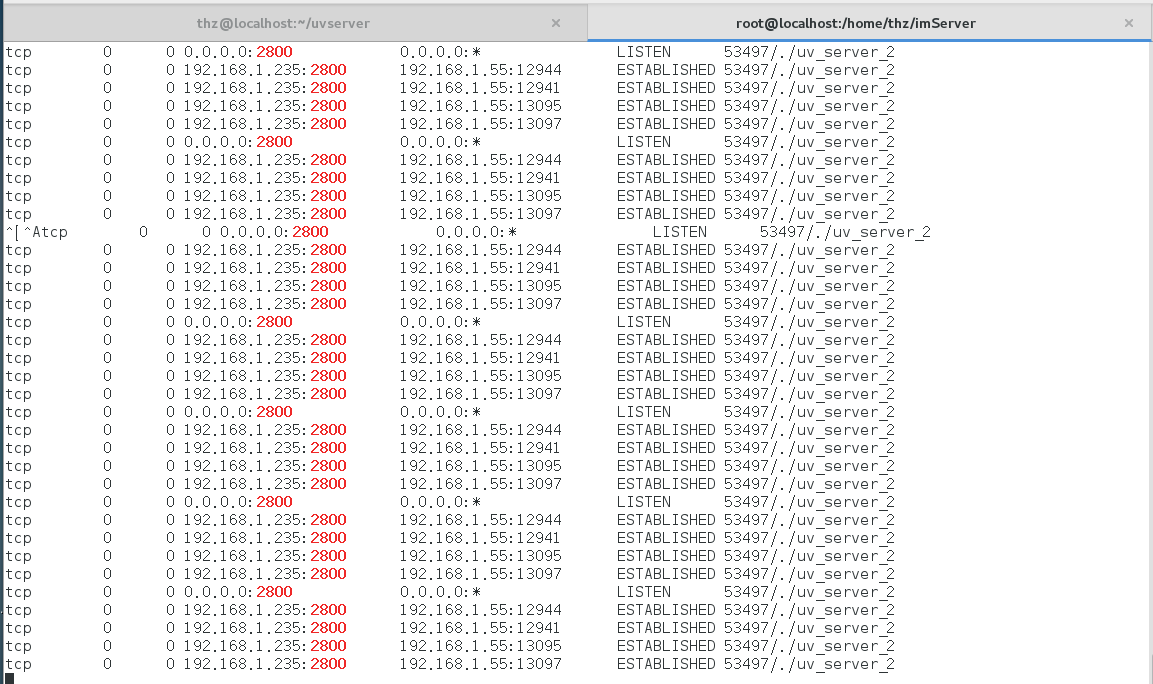 thz@localhost:~/uvserver × root@localhost:/home/thz/imServer ×
tcp 0 0 0.0.0.0:2800 0.0.0.0:* LISTEN 53497/./uv_server_2
tcp 0 0 192.168.1.235:2800 192.168.1.55:12944 ESTABLISHED 53497/./uv_server_2
tcp 0 0 192.168.1.235:2800 192.168.1.55:12941 ESTABLISHED 53497/./uv_server_2
tcp 0 0 192.168.1.235:2800 192.168.1.55:13095 ESTABLISHED 53497/./uv_server_2
tcp 0 0 192.168.1.235:2800 192.168.1.55:13097 ESTABLISHED 53497/./uv_server_2
tcp 0 0 0.0.0.0:2800 0.0.0.0:* LISTEN 53497/./uv_server_2
tcp 0 0 192.168.1.235:2800 192.168.1.55:12944 ESTABLISHED 53497/./uv_server_2
tcp 0 0 192.168.1.235:2800 192.168.1.55:12941 ESTABLISHED 53497/./uv_server_2
tcp 0 0 192.168.1.235:2800 192.168.1.55:13095 ESTABLISHED 53497/./uv_server_2
tcp 0 0 192.168.1.235:2800 192.168.1.55:13097 ESTABLISHED 53497/./uv_server_2
^[^Atcp 0 0 0.0.0.0:2800 0.0.0.0:* LISTEN 53497/./uv_server_2
tcp 0 0 192.168.1.235:2800 192.168.1.55:12944 ESTABLISHED 53497/./uv_server_2
tcp 0 0 192.168.1.235:2800 192.168.1.55:12941 ESTABLISHED 53497/./uv_server_2
tcp 0 0 192.168.1.235:2800 192.168.1.55:13095 ESTABLISHED 53497/./uv_server_2
tcp 0 0 192.168.1.235:2800 192.168.1.55:13097 ESTABLISHED 53497/./uv_server_2
tcp 0 0 0.0.0.0:2800 0.0.0.0:* LISTEN 53497/./uv_server_2
tcp 0 0 192.168.1.235:2800 192.168.1.55:12944 ESTABLISHED 53497/./uv_server_2
tcp 0 0 192.168.1.235:2800 192.168.1.55:12941 ESTABLISHED 53497/./uv_server_2
tcp 0 0 192.168.1.235:2800 192.168.1.55:13095 ESTABLISHED 53497/./uv_server_2
tcp 0 0 192.168.1.235:2800 192.168.1.55:13097 ESTABLISHED 53497/./uv_server_2
tcp 0 0 0.0.0.0:2800 0.0.0.0:* LISTEN 53497/./uv_server_2
tcp 0 0 192.168.1.235:2800 192.168.1.55:12944 ESTABLISHED 53497/./uv_server_2
tcp 0 0 192.168.1.235:2800 192.168.1.55:12941 ESTABLISHED 53497/./uv_server_2
tcp 0 0 192.168.1.235:2800 192.168.1.55:13095 ESTABLISHED 53497/./uv_server_2
tcp 0 0 192.168.1.235:2800 192.168.1.55:13097 ESTABLISHED 53497/./uv_server_2
tcp 0 0 0.0.0.0:2800 0.0.0.0:* LISTEN 53497/./uv_server_2
tcp 0 0 192.168.1.235:2800 192.168.1.55:12944 ESTABLISHED 53497/./uv_server_2
tcp 0 0 192.168.1.235:2800 192.168.1.55:12941 ESTABLISHED 53497/./uv_server_2
tcp 0 0 192.168.1.235:2800 192.168.1.55:13095 ESTABLISHED 53497/./uv_server_2
tcp 0 0 192.168.1.235:2800 192.168.1.55:13097 ESTABLISHED 53497/./uv_server_2
tcp 0 0 0.0.0.0:2800 0.0.0.0:* LISTEN 53497/./uv_server_2
tcp 0 0 192.168.1.235:2800 192.168.1.55:12944 ESTABLISHED 53497/./uv_server_2
tcp 0 0 192.168.1.235:2800 192.168.1.55:12941 ESTABLISHED 53497/./uv_server_2
tcp 0 0 192.168.1.235:2800 192.168.1.55:13095 ESTABLISHED 53497/./uv_server_2
tcp 0 0 192.168.1.235:2800 192.168.1.55:13097 ESTABLISHED 53497/./uv_server_2